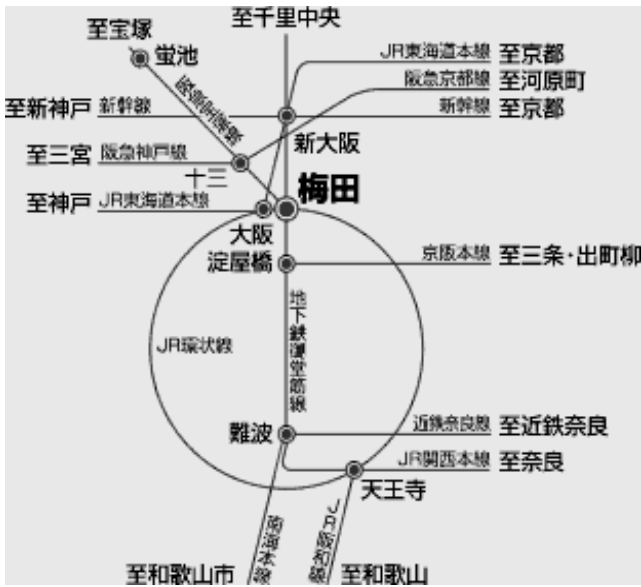 至宝塚
至千里中央
蛍池
JR東海道本線
至京都
阪急京都線
至河原町
阪急宝塚線
至新神戸
新幹線
新幹線
至京都
新大阪
至三宮
阪急神戸線
十三
梅田
至神戸
JR東海道本線
大阪
淀屋橋
京阪本線
至三条・出町柳
地下鉄御堂筋線
JR環状線
難波
近鉄奈良線
至近鉄奈良
JR関西本線
至奈良
天王寺
南海本線
JR阪和線
至和歌山市
至和歌山